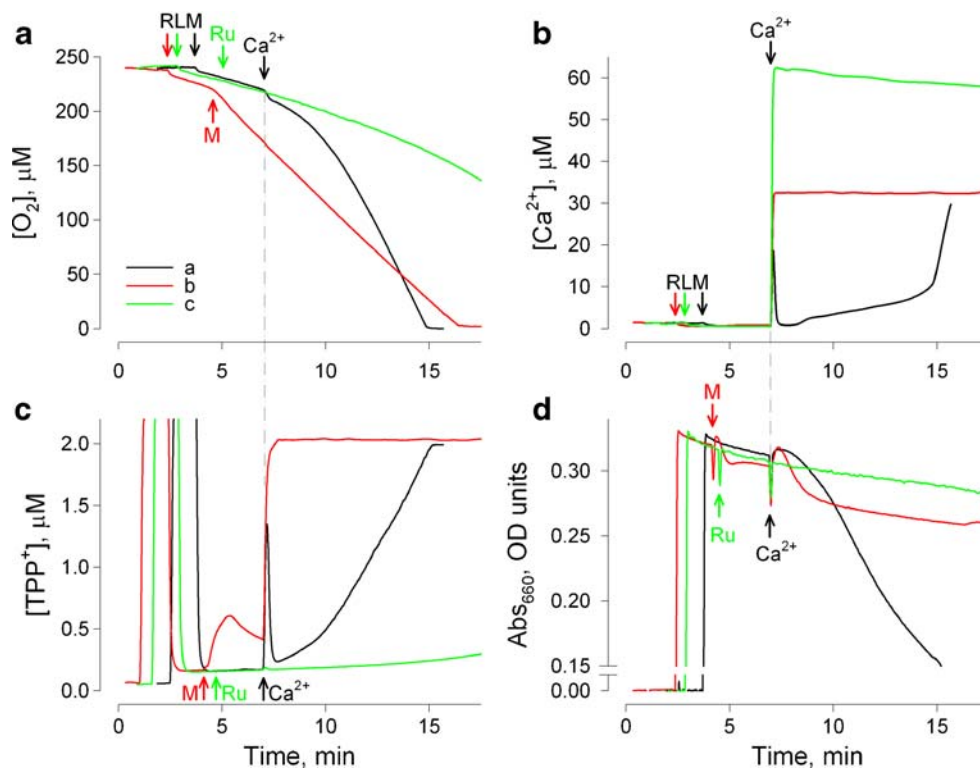 a
RLM
Ru
Ca²⁺
M
[O₂], µM
250
200
150
100
50
0
a
b
c
0
5
10
15
b
Ca²⁺
RLM
[Ca²⁺], µM
60
50
40
30
20
10
0
0
5
10
15
c
[TPP⁺], µM
2.0
1.5
1.0
0.5
0.0
M
Ru
Ca²⁺
0
5
10
15
Time, min
d
M
Ru
Ca²⁺
Abs₆₆₀, OD units
0.30
0.25
0.15
0.00
0
5
10
15
Time, min